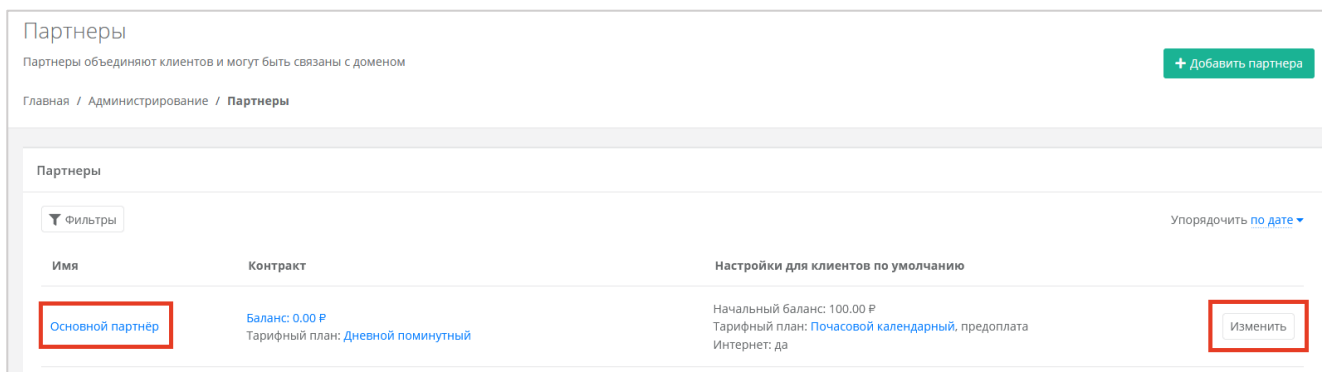 Партнеры
Партнеры объединяют клиентов и могут быть связаны с доменом
+ Добавить партнера
Главная / Администрирование / Партнеры
Партнеры
Фильтры
Упорядочить по дате
Имя Контракт Настройки для клиентов по умолчанию
Основной партнёр
Баланс: 0.00 ₽
Тарифный план: Дневной поминутный
Начальный баланс: 100.00 ₽
Тарифный план: Почасовой календарный, предоплата
Интернет: да
Изменить